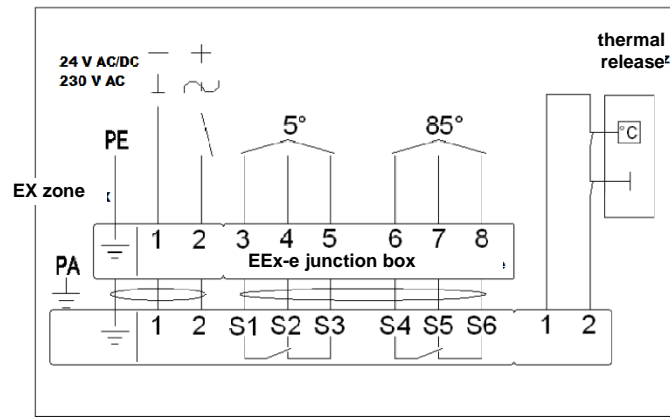 24 V AC/DC
230 V AC
thermal
release
5°
85°
°C
PE
EX zone
1 2 3 4 5 6 7 8
EEx-e junction box
PA
1 2 S1 S2 S3 S4 S5 S6 1 2